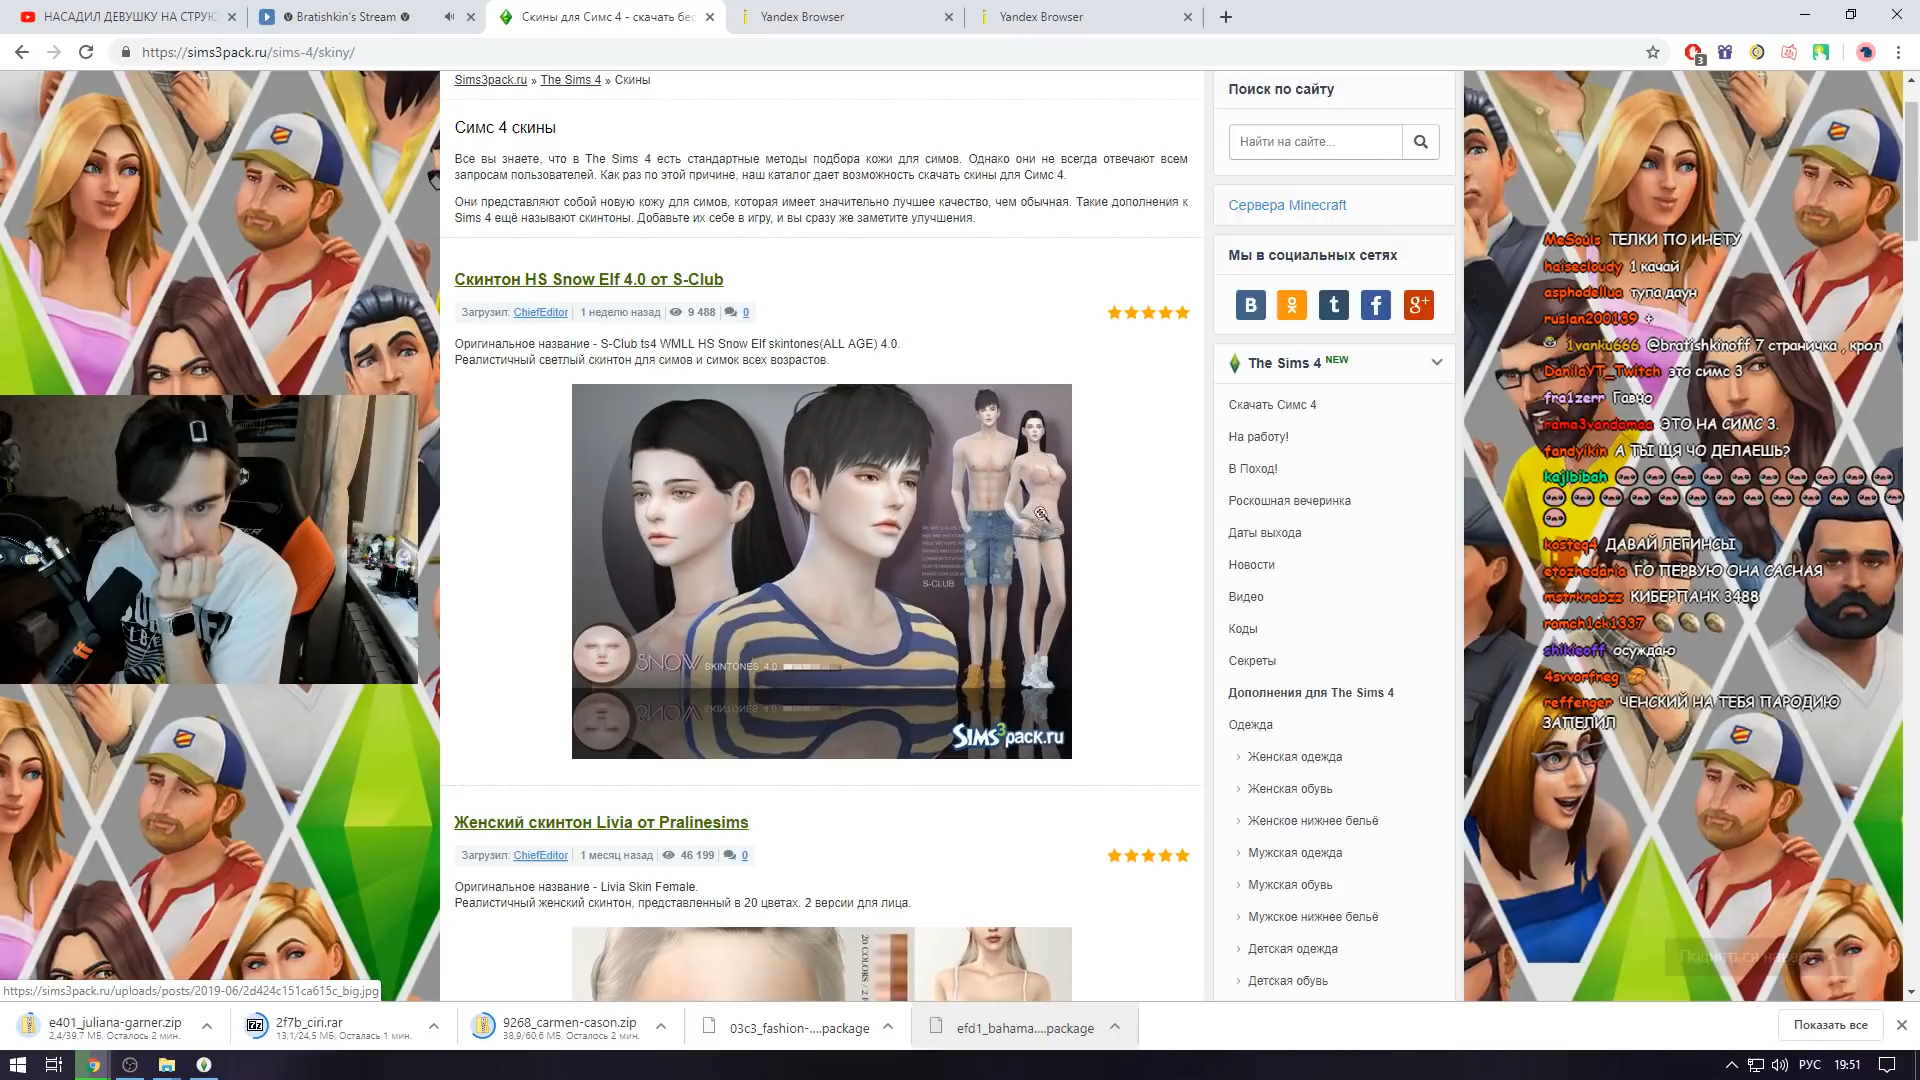 НАСАДИЛ ДЕВУШКУ НА СТРУЮ
Bratishkin's Stream
Скины для Симс 4 - скачать бес
Yandex Browser
Yandex Browser
https://sims3pack.ru/sims-4/skiny/
3
Sims3pack.ru » The Sims 4 » Скины
Симс 4 скины
Все вы знаете, что в The Sims 4 есть стандартные методы подбора кожи для симов. Однако они не всегда отвечают всем
запросам пользователей. Как раз по этой причине, наш каталог дает возможность скачать скины для Симс 4.
Они представляют собой новую кожу для симов, которая имеет значительно лучшее качество, чем обычная. Такие дополнения к
Sims 4 ещё называют скинтоны. Добавьте их себе в игру, и вы сразу же заметите улучшения.
Скинтон HS Snow Elf 4.0 от S-Club
Загрузил: ChiefEditor 1 неделю назад 9 488 0
Оригинальное название - S-Club ts4 WMLL HS Snow Elf skintones(ALL AGE) 4.0.
Реалистичный светлый скинтон для симов и симок всех возрастов.
S-CLUB
SNOW SKINTONES 4.0
SIMS3pack.ru
Женский скинтон Livia от Pralinesims
Загрузил: ChiefEditor 1 месяц назад 46 199 0
Оригинальное название - Livia Skin Female.
Реалистичный женский скинтон, представленный в 20 цветах. 2 версии для лица.
Поиск по сайту
Найти на сайте...
Сервера Minecraft
Мы в социальных сетях
The Sims 4 NEW
Скачать Симс 4
На работу!
В Поход!
Роскошная вечеринка
Даты выхода
Новости
Видео
Коды
Секреты
Дополнения для The Sims 4
Одежда
Женская одежда
Женская обувь
Женское нижнее бельё
Мужская одежда
Мужская обувь
Мужское нижнее бельё
Детская одежда
Детская обувь
MeSouls ТЕЛКИ ПО ИНЕТУ
haisecloudy 1 качай
asphodellua тупа даун
ruslan200139 +
1vanku666 @bratishkinoff 7 страничка , крол
DanilaYT_Twitch это симс 3
fra1zerr Гавно
rama3vandamaa ЭТО НА СИМС 3.
fandyikin А ТЫ ЩЯ ЧО ДЕЛАЕШЬ?
kajlbibah
kosteq4 ДАВАЙ ЛЕГИНСЫ
etozhedaria ГО ПЕРВУЮ ОНА САСНАЯ
mstrkrabzz КИБЕРПАНК 3488
romch1ck1337
shikieoff осуждаю
4svvorfneg
reffenger ЧЕНСКИЙ НА ТЕБЯ ПАРОДИЮ
ЗАПЕЛИЛ
https://sims3pack.ru/uploads/posts/2019-06/2d424c151ca615c_big.jpg
e401_juliana-garner.zip
2,4/39,7 МБ, Осталось 2 мин.
2f7b_ciri.rar
13,1/24,5 МБ, Осталась 1 мин.
9268_carmen-cason.zip
38,9/60,6 МБ, Осталось 2 мин.
03c3_fashion-....package
efd1_bahama....package
Показать все
РУС
19:51